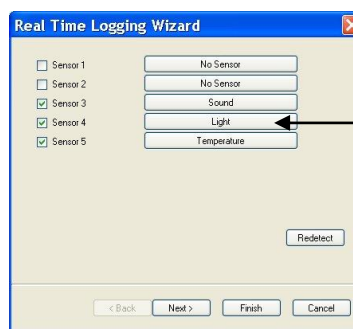 Real Time Logging Wizard
Sensor 1 No Sensor
Sensor 2 No Sensor
Sensor 3 Sound
Sensor 4 Light
Sensor 5 Temperature
Redetect
< Back Next > Finish Cancel